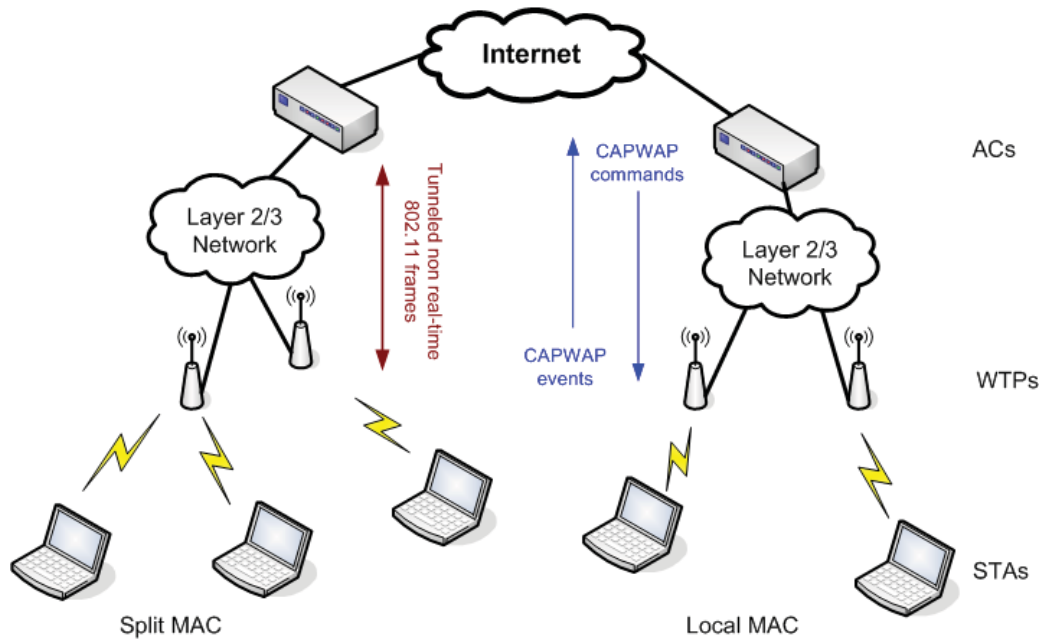 Internet
ACs
CAPWAP
commands
Tunneled non real-time
802.11 frames
Layer 2/3
Network
Layer 2/3
Network
CAPWAP
events
WTPs
STAs
Split MAC
Local MAC